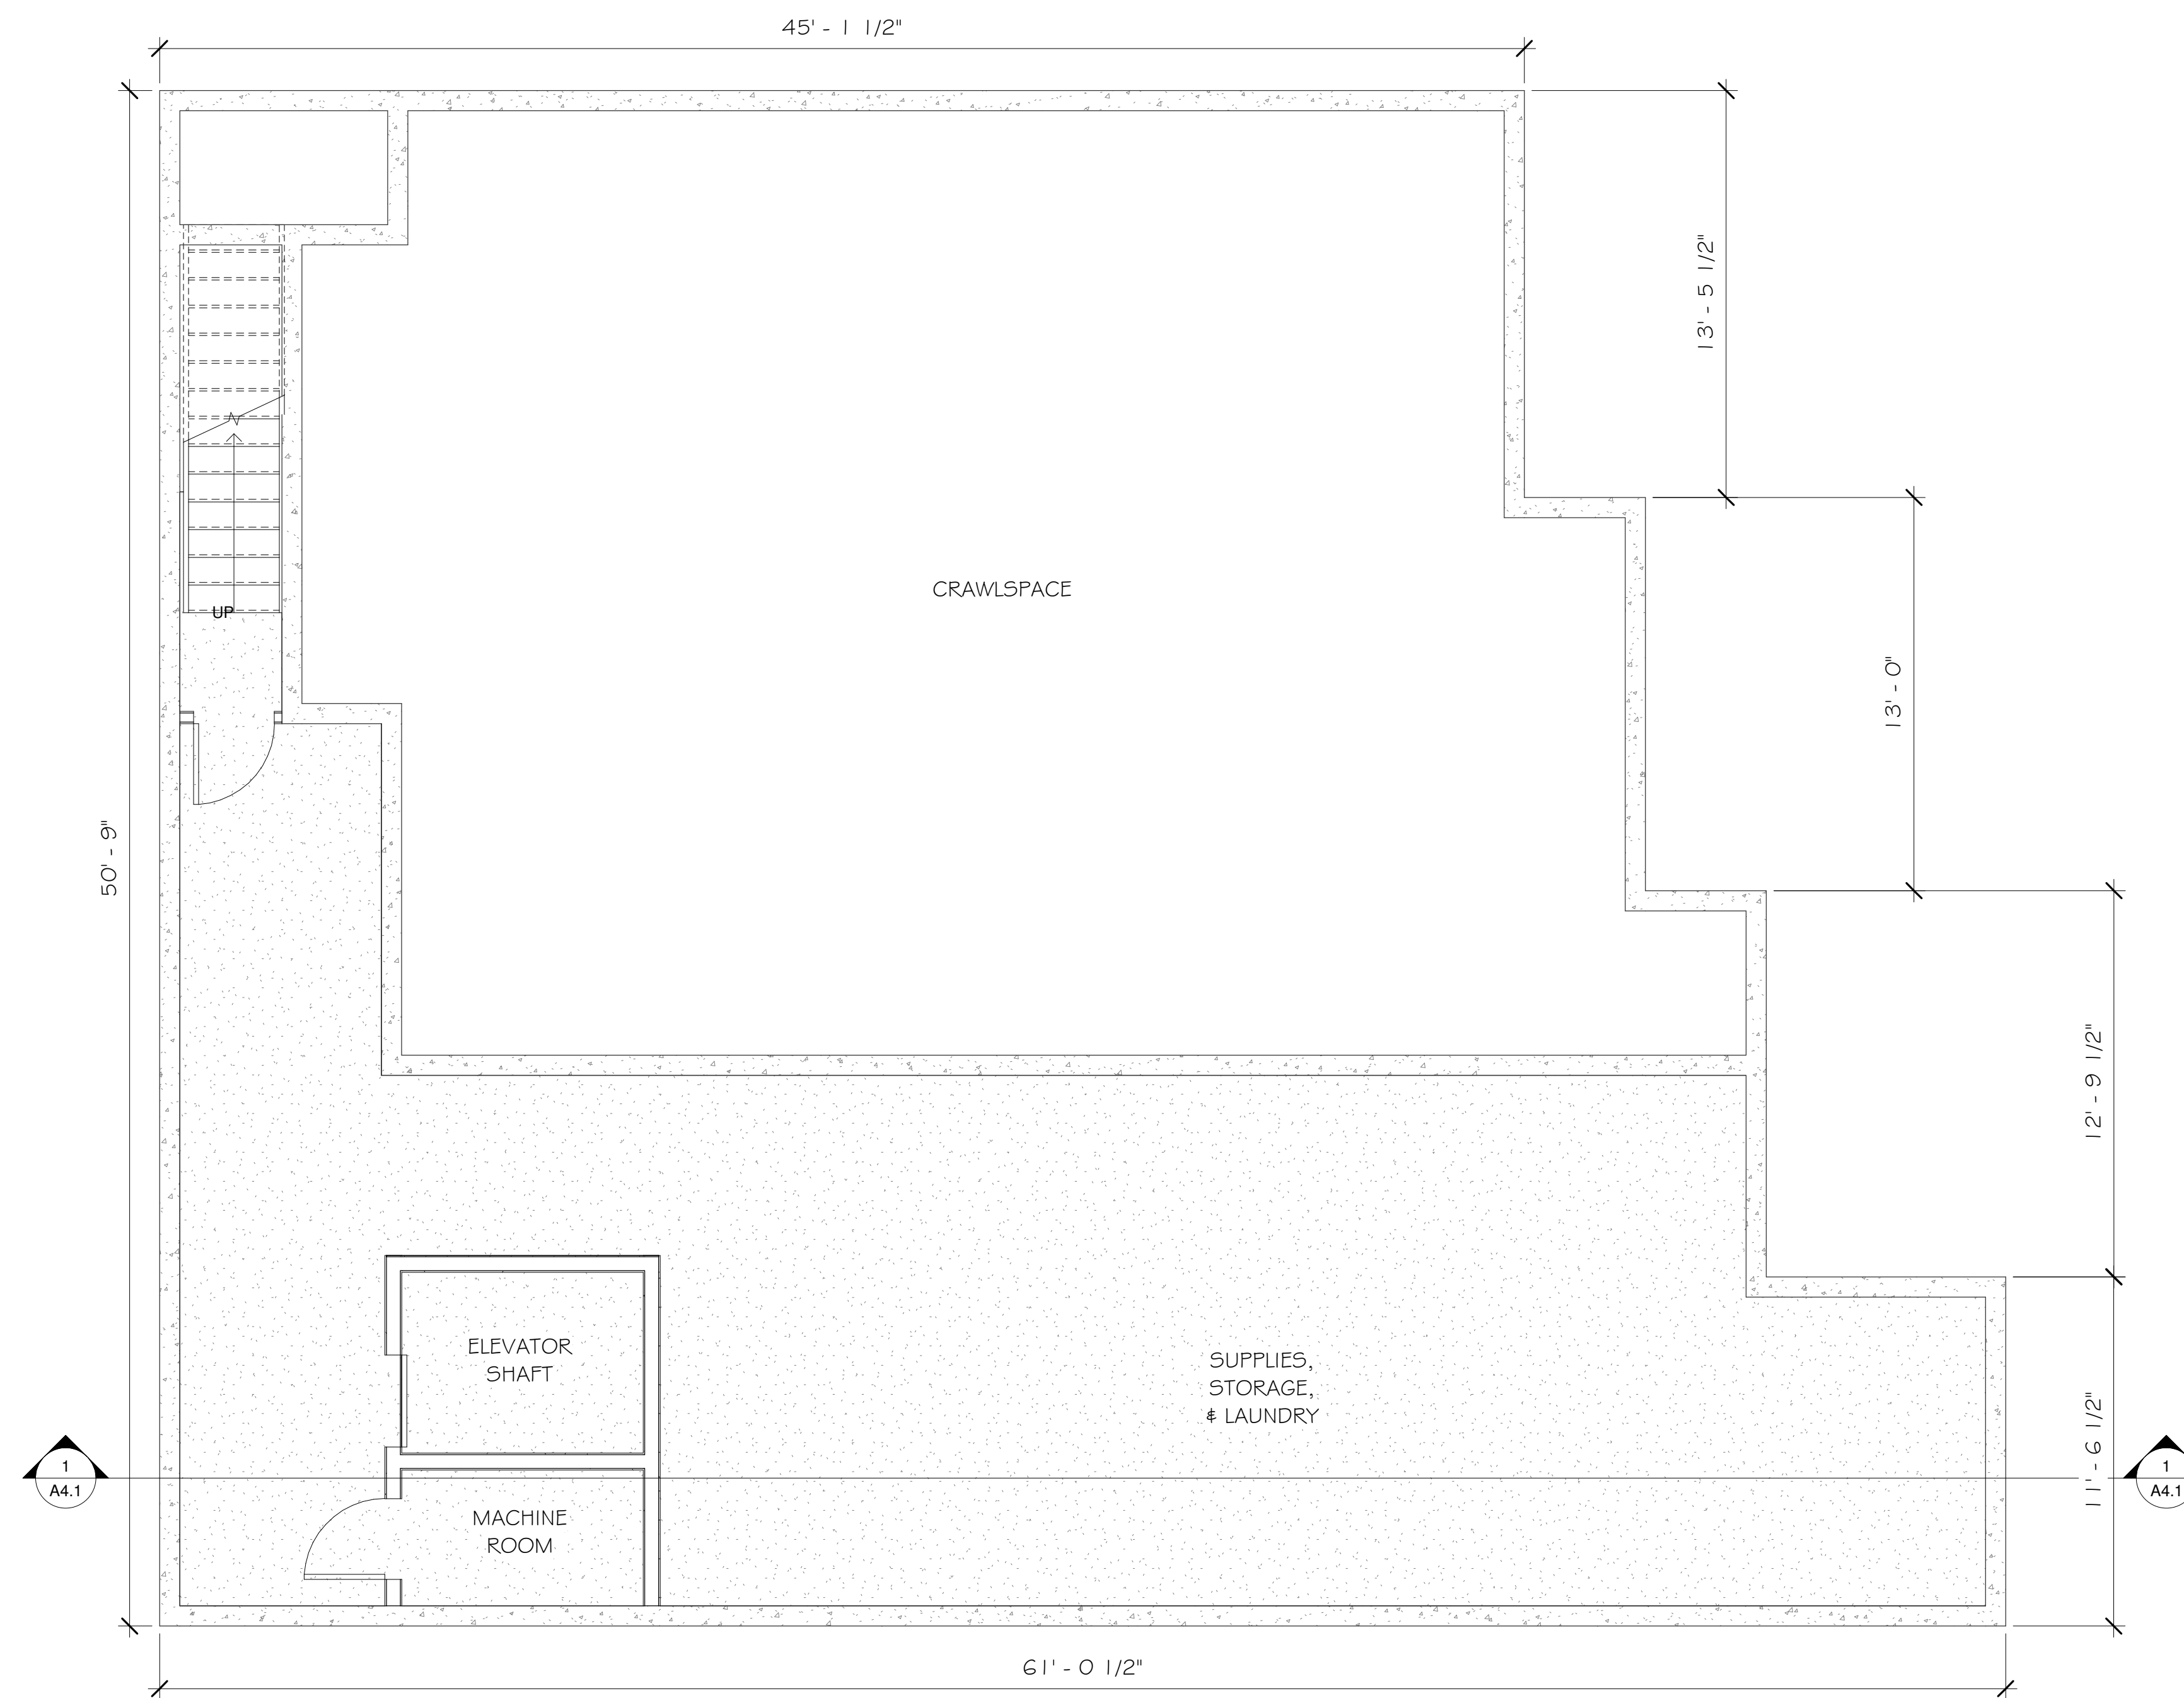 45' - 1 1/2"
13' - 5 1/2"
CRAWLSPACE
UP
13' - 0"
50' - 9"
12' - 9 1/2"
ELEVATOR
SHAFT
SUPPLIES,
STORAGE,
& LAUNDRY
11' - 6 1/2"
1
A4.1
1
A4.1
MACHINE
ROOM
61' - 0 1/2"